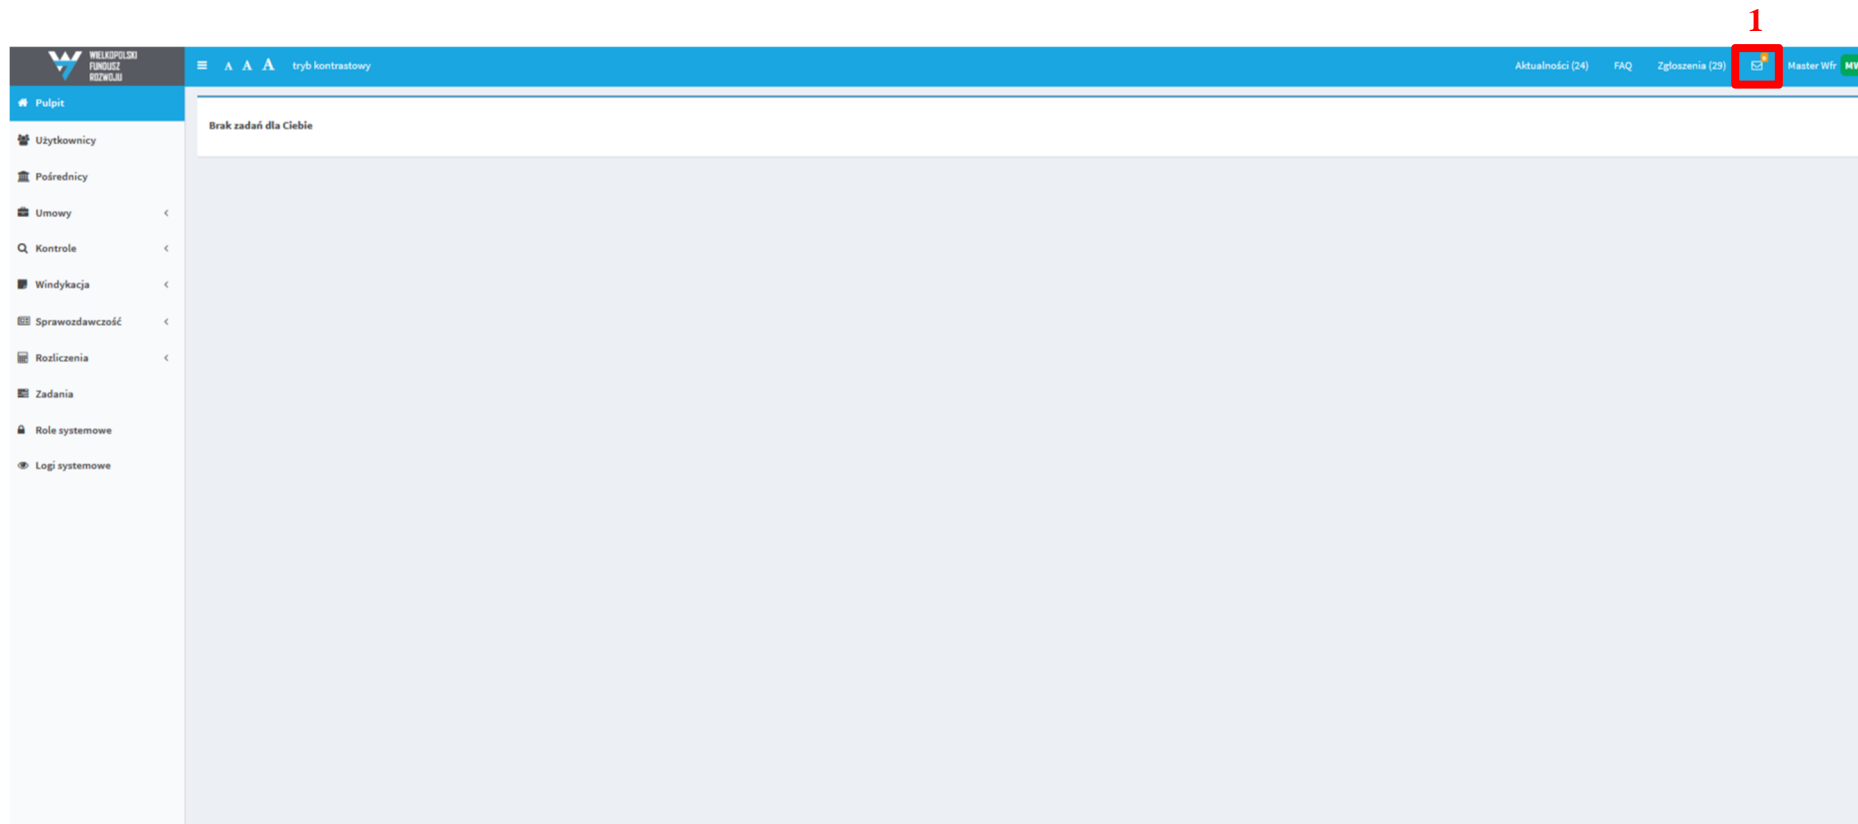 1
WIELKOPOLSKI
FUNDUSZ
ROZWOJU
A A A tryb kontrastowy
Aktualności (24) FAQ Zgłoszenia (29) Master Wfr
Pulpit
Brak zadań dla Ciebie
Użytkownicy
Pośrednicy
Umowy
Kontrole
Windykacja
Sprawozdawczość
Rozliczenia
Zadania
Role systemowe
Logi systemowe